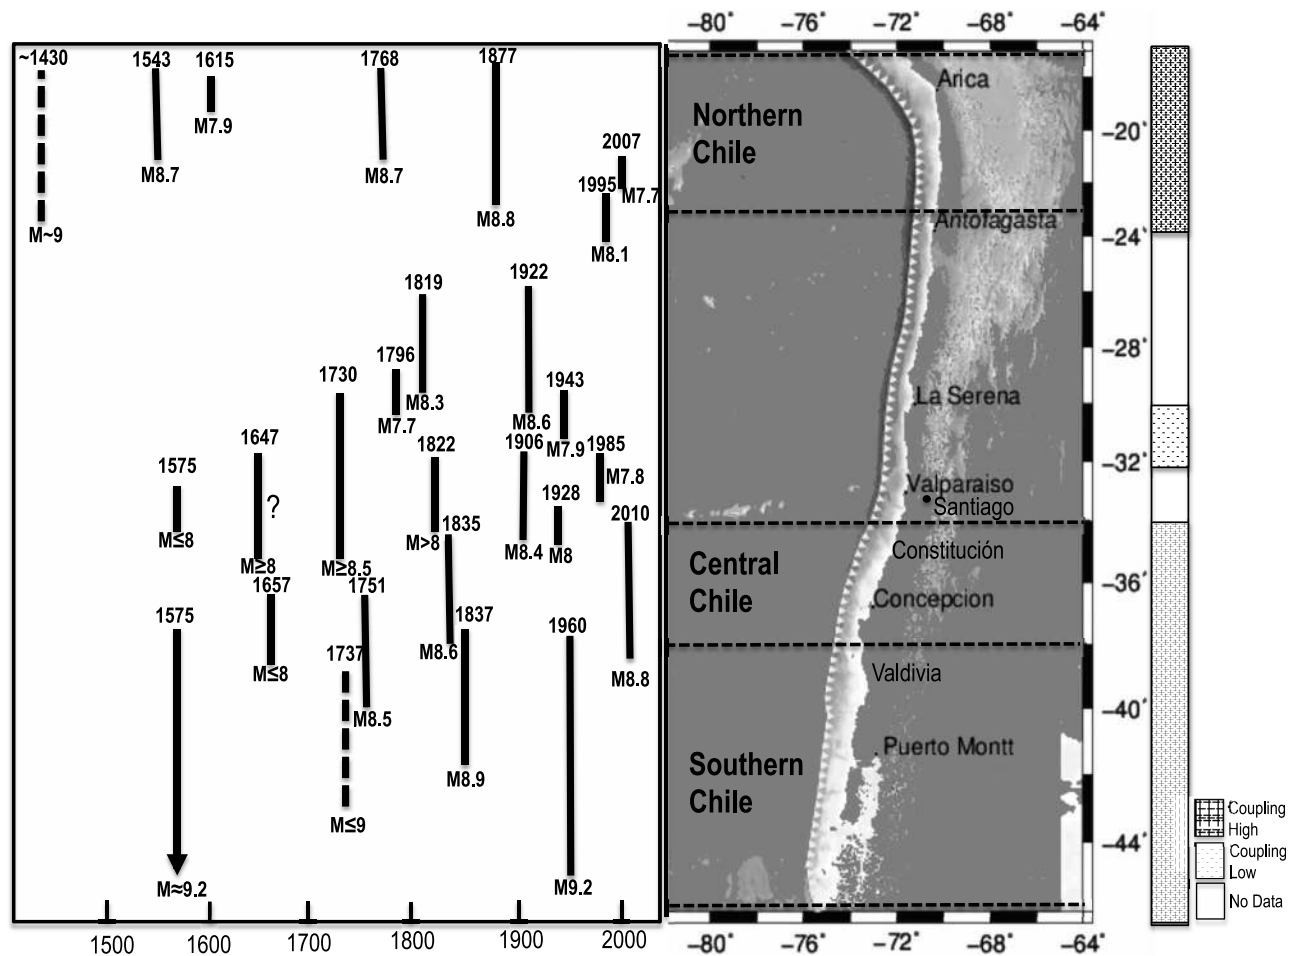 −80° −76° −72° −68° −64°
~1430 1543 1615 1768 1877
M7.9
M8.7 M8.7
2007
1995 M7.7
M8.8
M~9
M8.1
1922
1819
1796
1730
1943
M8.3
M7.7
M8.6
1647
1906
M7.9
1985
1822
1575
M7.8
1928
?
2010
1835
M≤8
M>8
M8.4
M8
M≥8
M≥8.5
1657
1751
1575
1837
1960
1737
M8.6
M≤8
M8.8
M8.5
M8.9
M≤9
M≈9.2
M9.2
1500 1600 1700 1800 1900 2000
Northern
Chile
Arica
Antofagasta
La Serena
Valparaiso
Santiago
Central
Chile
Constitución
Concepcion
Valdivia
Puerto Montt
Southern
Chile
−20°
−24°
−28°
−32°
−36°
−40°
−44°
−80° −76° −72° −68° −64°
Coupling
High
Coupling
Low
No Data